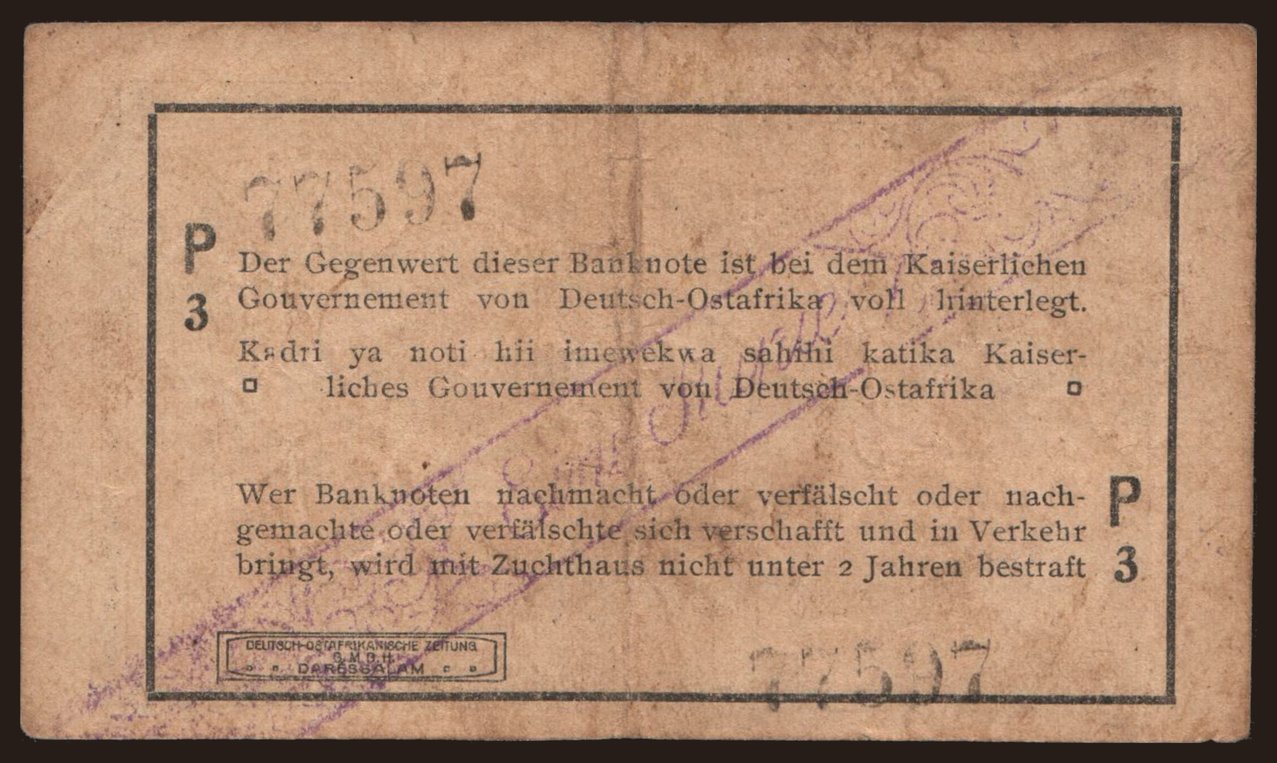 77597
P
3
Der Gegenwert dieser Banknote ist bei dem Kaiserlichen
Gouvernement von Deutsch-Ostafrika voll hinterlegt.
Kadri ya noti hii imewekwa sahihi katika Kaiser-
liches Gouvernement von Deutsch-Ostafrika
Wer Banknoten nachmacht oder verfälscht oder nach-
gemachte oder verfälschte sich verschafft und in Verkehr
bringt, wird mit Zuchthaus nicht unter 2 Jahren bestraft
P
3
DEUTSCH-OSTAFRIKANISCHE ZEITUNG
G.M.B.H.
DARESSALAM
77597